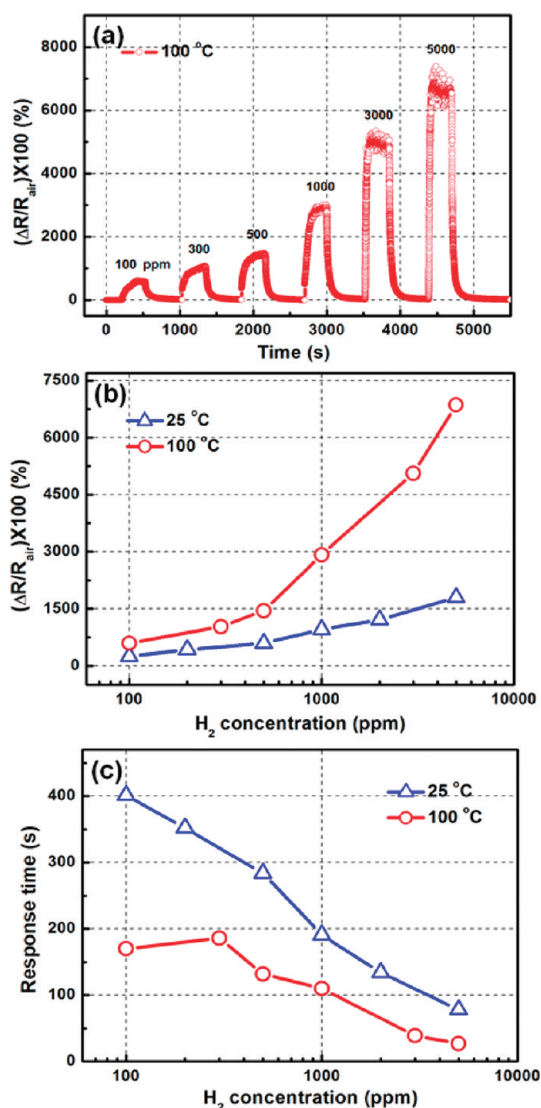 (a)
100 °C
5000
3000
1000
500
300
100 ppm
8000
6000
4000
2000
0
(ΔR/Rair)X100 (%)
0 1000 2000 3000 4000 5000
Time (s)
(b)
25 °C
100 °C
7500
6000
4500
3000
1500
0
(ΔR/Rair)X100 (%)
100 1000 10000
H2 concentration (ppm)
(c)
25 °C
100 °C
400
300
200
100
0
Response time (s)
100 1000 10000
H2 concentration (ppm)